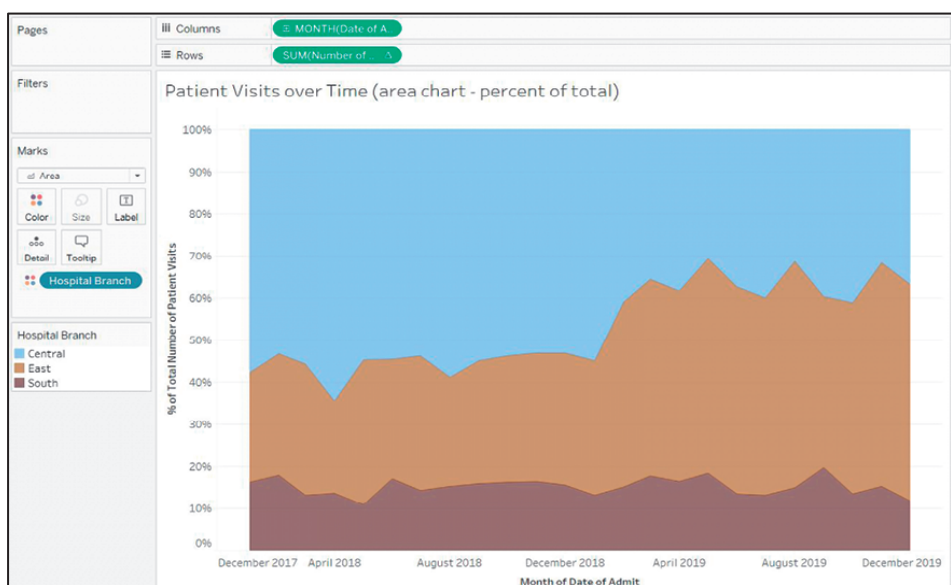 Pages
Columns
MONTH(Date of A..
Rows
SUM(Number of ..
Filters
Patient Visits over Time (area chart - percent of total)
Marks
Area
Color
Size
Label
Detail
Tooltip
Hospital Branch
Hospital Branch
Central
East
South
% of Total Number of Patient Visits
100%
90%
80%
70%
60%
50%
40%
30%
20%
10%
0%
December 2017
April 2018
August 2018
December 2018
April 2019
August 2019
December 2019
Month of Date of Admit